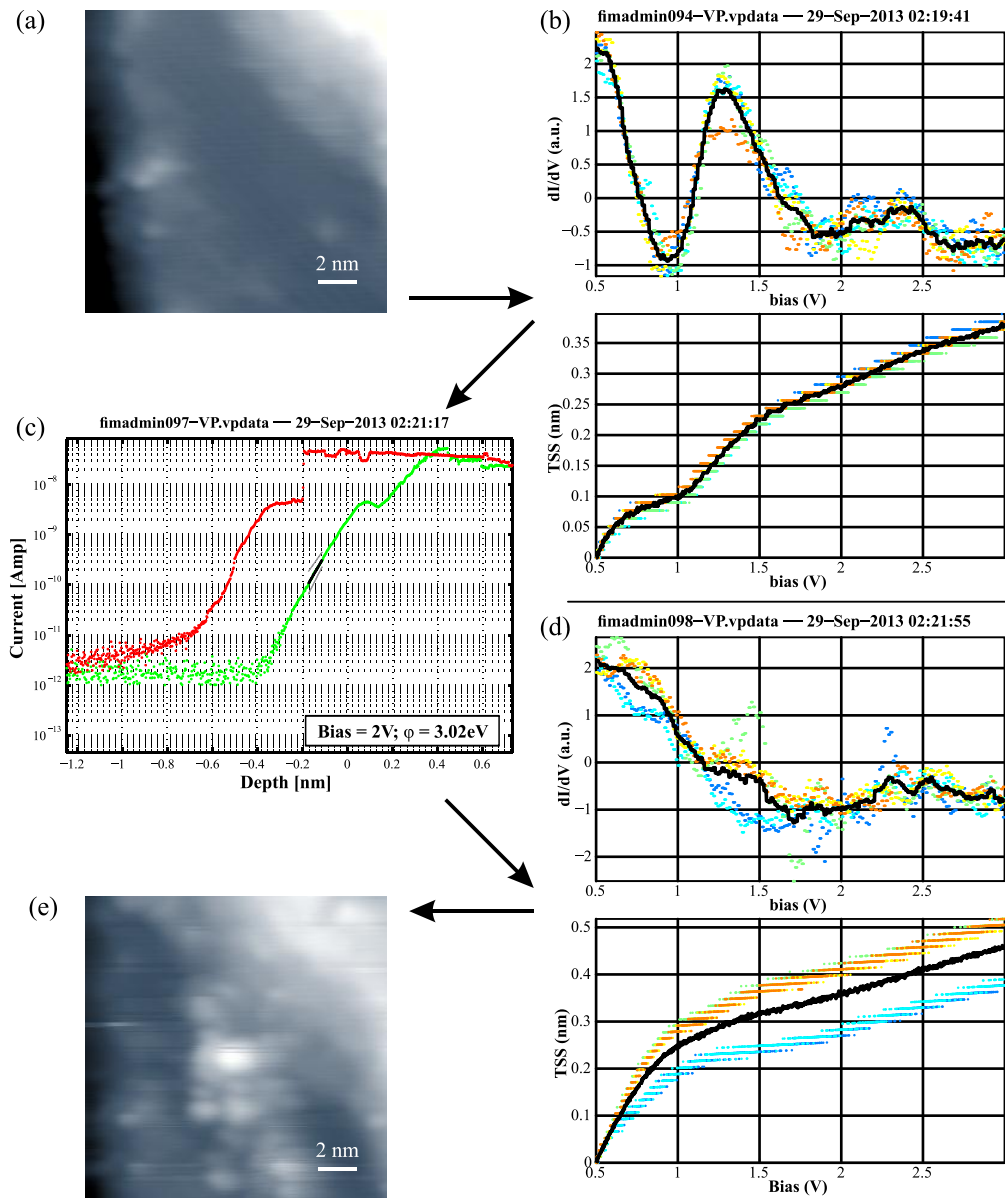 (a)
2 nm
(b)
fimadmin094–VP.vpdata — 29–Sep–2013 02:19:41
dI/dV (a.u.)
2
1.5
1
0.5
0
−0.5
−1
0.5 1 1.5 2 2.5
bias (V)
TSS (nm)
0.35
0.3
0.25
0.2
0.15
0.1
0.05
0
0.5 1 1.5 2 2.5
bias (V)
(c)
fimadmin097–VP.vpdata — 29–Sep–2013 02:21:17
Current [Amp]
10−8
10−9
10−10
10−11
10−12
10−13
Bias = 2V; φ = 3.02eV
−1.2 −1 −0.8 −0.6 −0.4 −0.2 0 0.2 0.4 0.6
Depth [nm]
(d)
fimadmin098–VP.vpdata — 29–Sep–2013 02:21:55
dI/dV (a.u.)
2
1
0
−1
−2
0.5 1 1.5 2 2.5
bias (V)
TSS (nm)
0.5
0.4
0.3
0.2
0.1
0
0.5 1 1.5 2 2.5
Bias (V)
(e)
2 nm